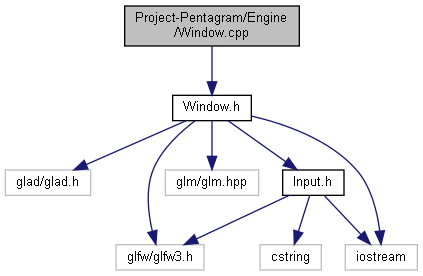 Project-Pentagram/Engine
/Window.cpp
Window.h
glad/glad.h
glm/glm.hpp
Input.h
glfw/glfw3.h
cstring
iostream